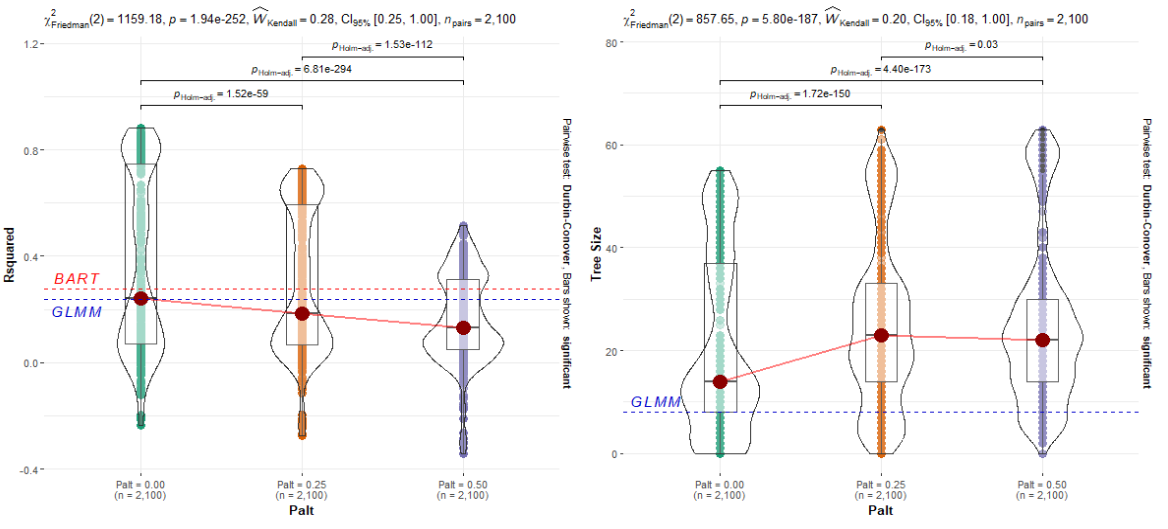 χ²Friedman(2) = 1159.18, p = 1.94e-252, ŴKendall = 0.28, CI95% [0.25, 1.00], npairs = 2,100
1.2
0.8
0.4
0.0
-0.4
Rsquared
pHolm-adj. = 1.53e-112
pHolm-adj. = 6.81e-294
pHolm-adj. = 1.52e-59
BART
GLMM
Pairwise test: Durbin-Conover , Bars shown: significant
Palt = 0.00
(n = 2,100)
Palt = 0.25
(n = 2,100)
Palt = 0.50
(n = 2,100)
Palt
χ²Friedman(2) = 857.65, p = 5.80e-187, ŴKendall = 0.20, CI95% [0.18, 1.00], npairs = 2,100
80
60
40
20
0
Tree Size
pHolm-adj. = 0.03
pHolm-adj. = 4.40e-173
pHolm-adj. = 1.72e-150
GLMM
Pairwise test: Durbin-Conover , Bars shown: significant
Palt = 0.00
(n = 2,100)
Palt = 0.25
(n = 2,100)
Palt = 0.50
(n = 2,100)
Palt